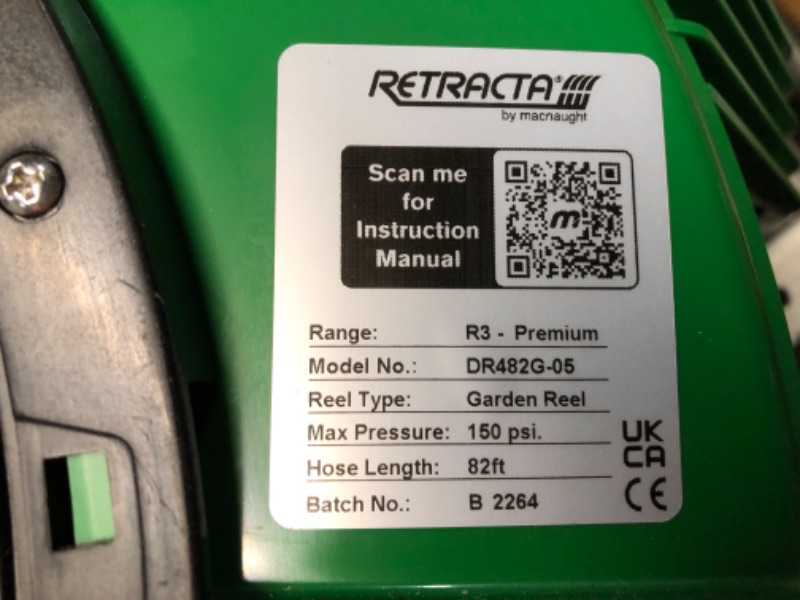 RETRACTA®
by macnaught
Scan me
for
Instruction
Manual
m
Range: R3 - Premium
Model No.: DR482G-05
Reel Type: Garden Reel
Max Pressure: 150 psi.
Hose Length: 82ft
Batch No.: B 2264
UK
CA
CE